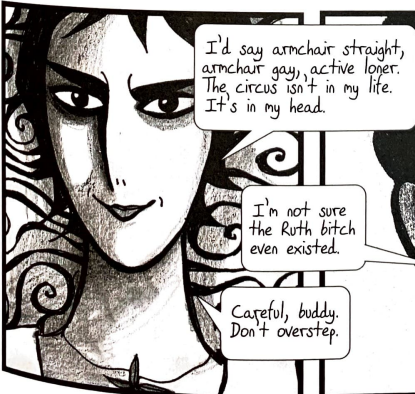 I'd say armchair straight,
armchair gay, active loner.
The circus isn't in my life.
It's in my head.
I'm not sure
the Ruth bitch
even existed.
Careful, buddy.
Don't overstep.